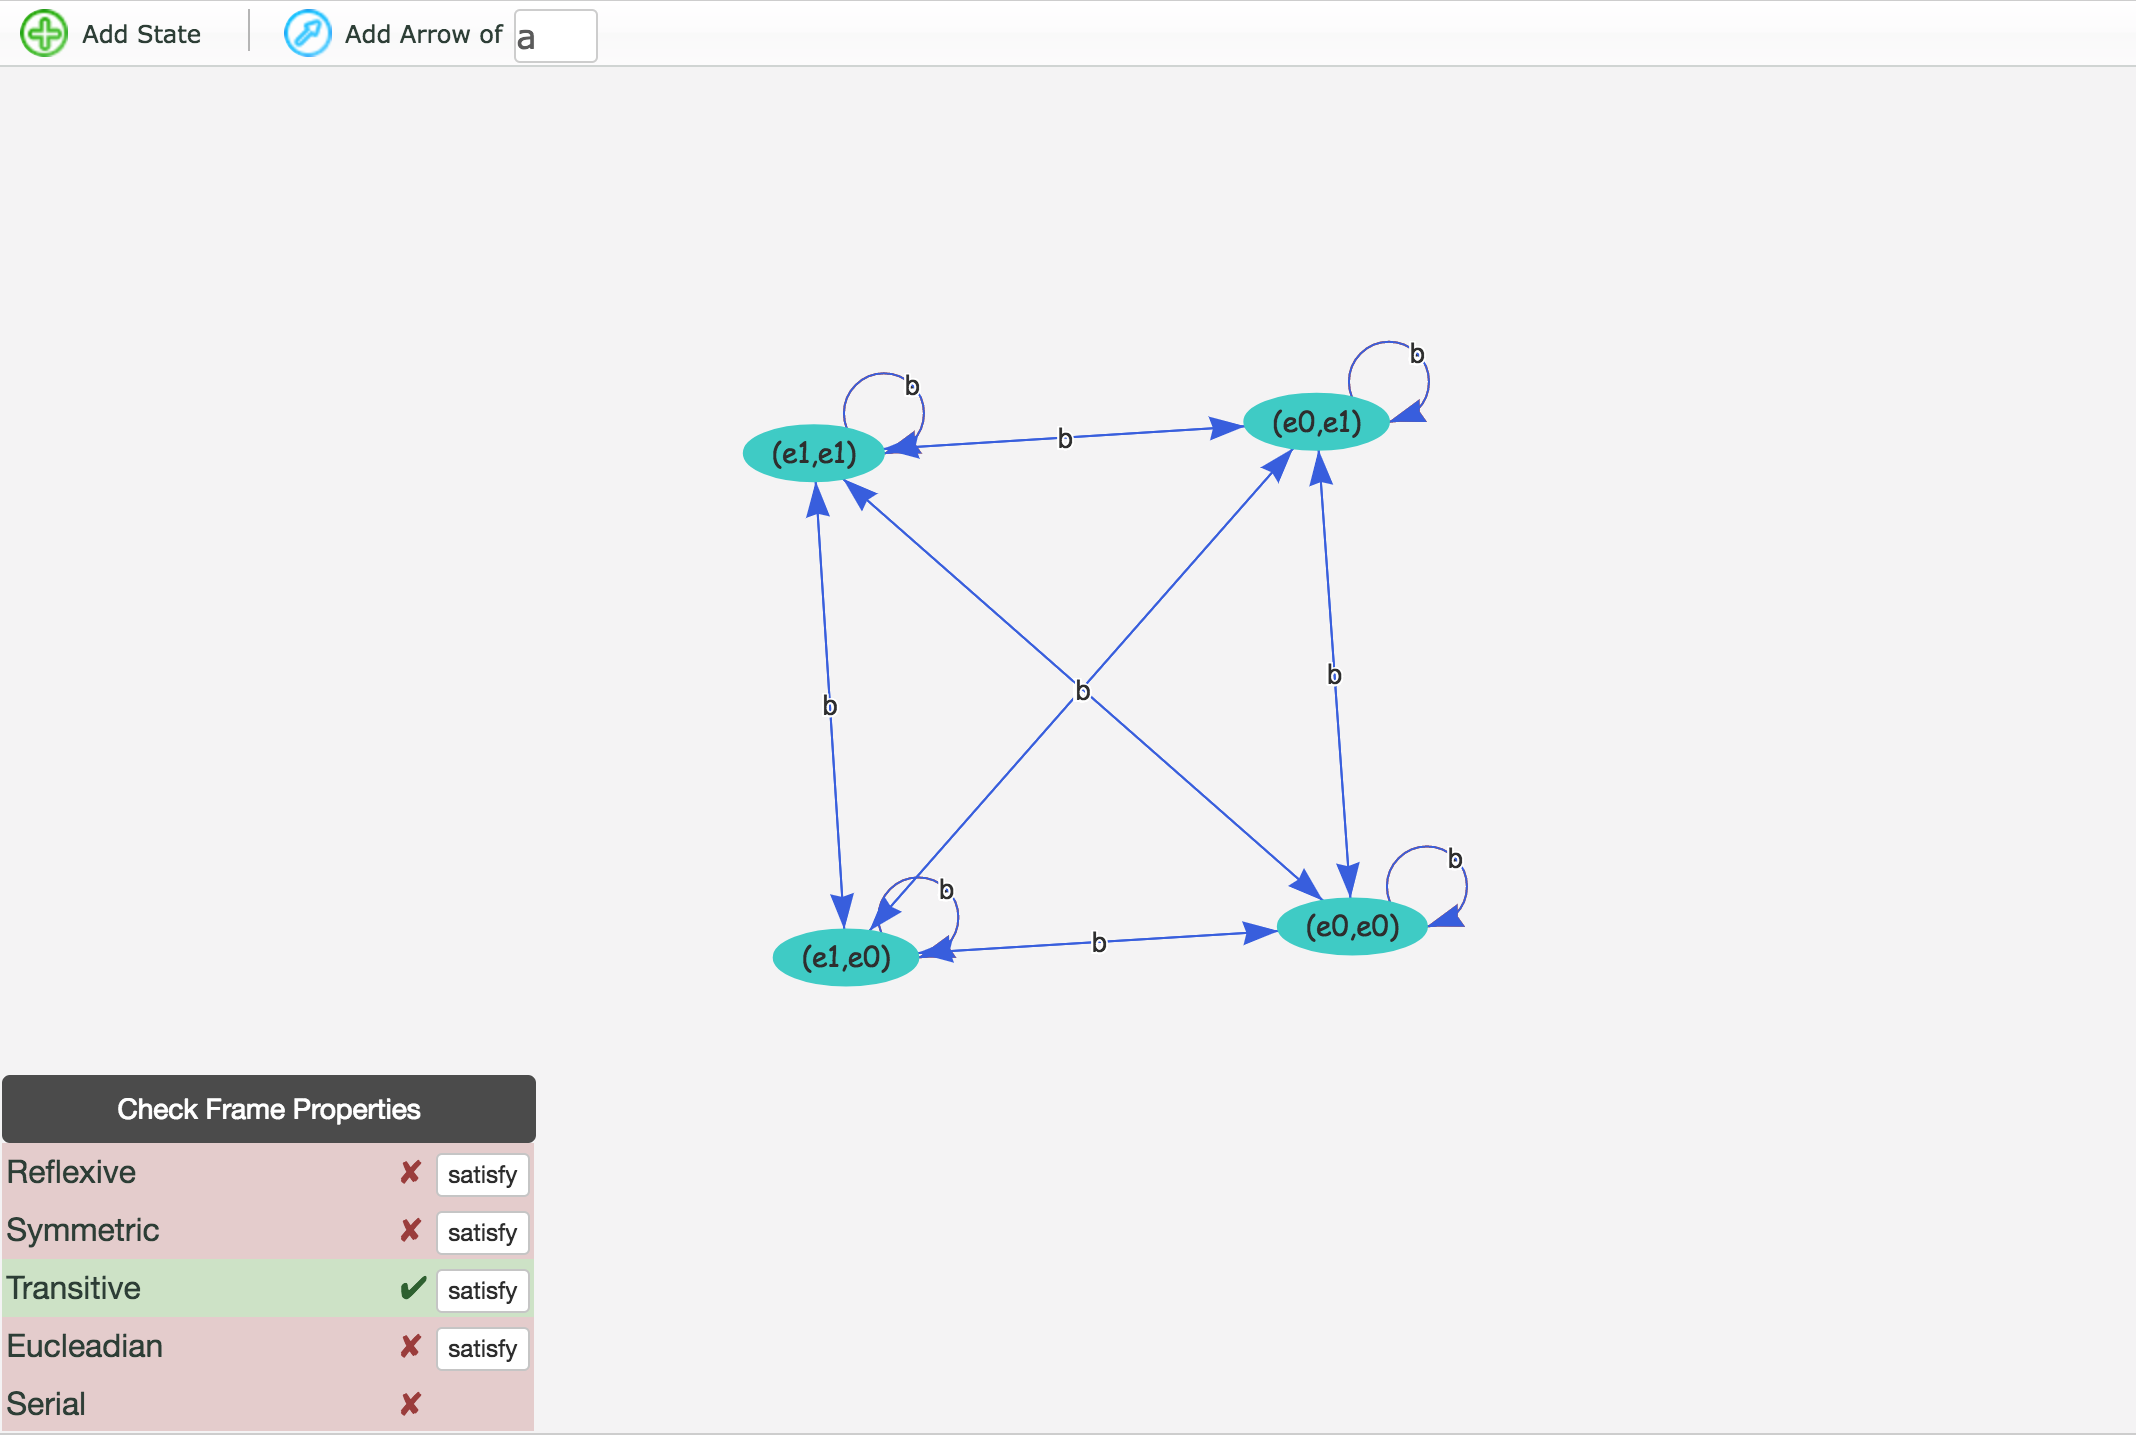 Add State Add Arrow of a
b
b
(e0,e1)
b
(e1,e1)
b
b
b
b
b
(e0,e0)
b
b
(e1,e0)
Check Frame Properties
Reflexive ✘ satisfy
Symmetric ✘ satisfy
Transitive ✔ satisfy
Eucleadian ✘ satisfy
Serial ✘